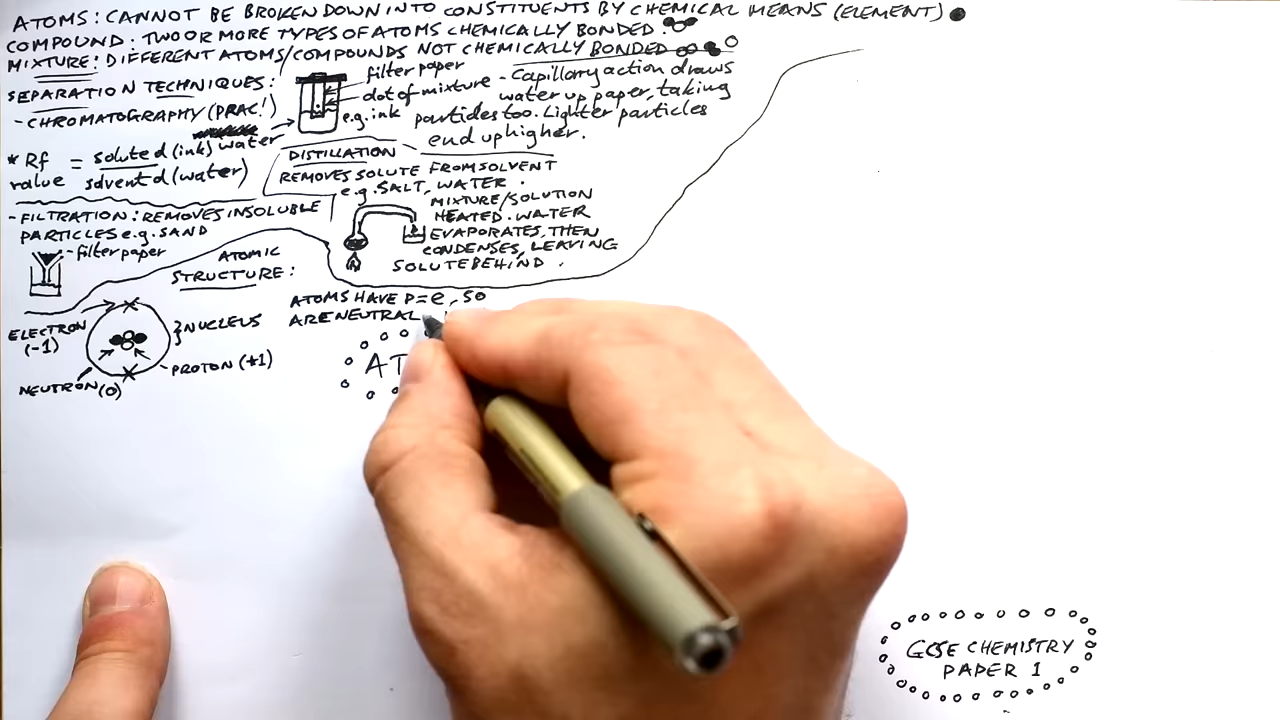 ATOMS: CANNOT BE BROKEN DOWN INTO CONSTITUENTS BY CHEMICAL MEANS (ELEMENT)
COMPOUND: TWO OR MORE TYPES OF ATOMS CHEMICALLY BONDED.
MIXTURE: DIFFERENT ATOMS/COMPOUNDS NOT CHEMICALLY BONDED
SEPARATION TECHNIQUES:
- CHROMATOGRAPHY (PRAC!)
filter paper
dot of mixture
e.g. ink
water
- Capillary action draws
water up paper, taking
particles too. Lighter particles
end up higher.
* Rf value = solute d (ink)
solvent d (water)
DISTILLATION -
REMOVES SOLUTE FROM SOLVENT
e.g. SALT, WATER.
MIXTURE/SOLUTION
HEATED. WATER
EVAPORATES, THEN
CONDENSES, LEAVING
SOLUTE BEHIND.
- FILTRATION: REMOVES INSOLUBLE
PARTICLES e.g. SAND
- filter paper
ATOMIC
STRUCTURE:
ELECTRON
(-1)
} NUCLEUS
- PROTON (+1)
NEUTRON (0)
ATOMS HAVE P=e, SO
ARE NEUTRAL
AT
GCSE CHEMISTRY
PAPER 1